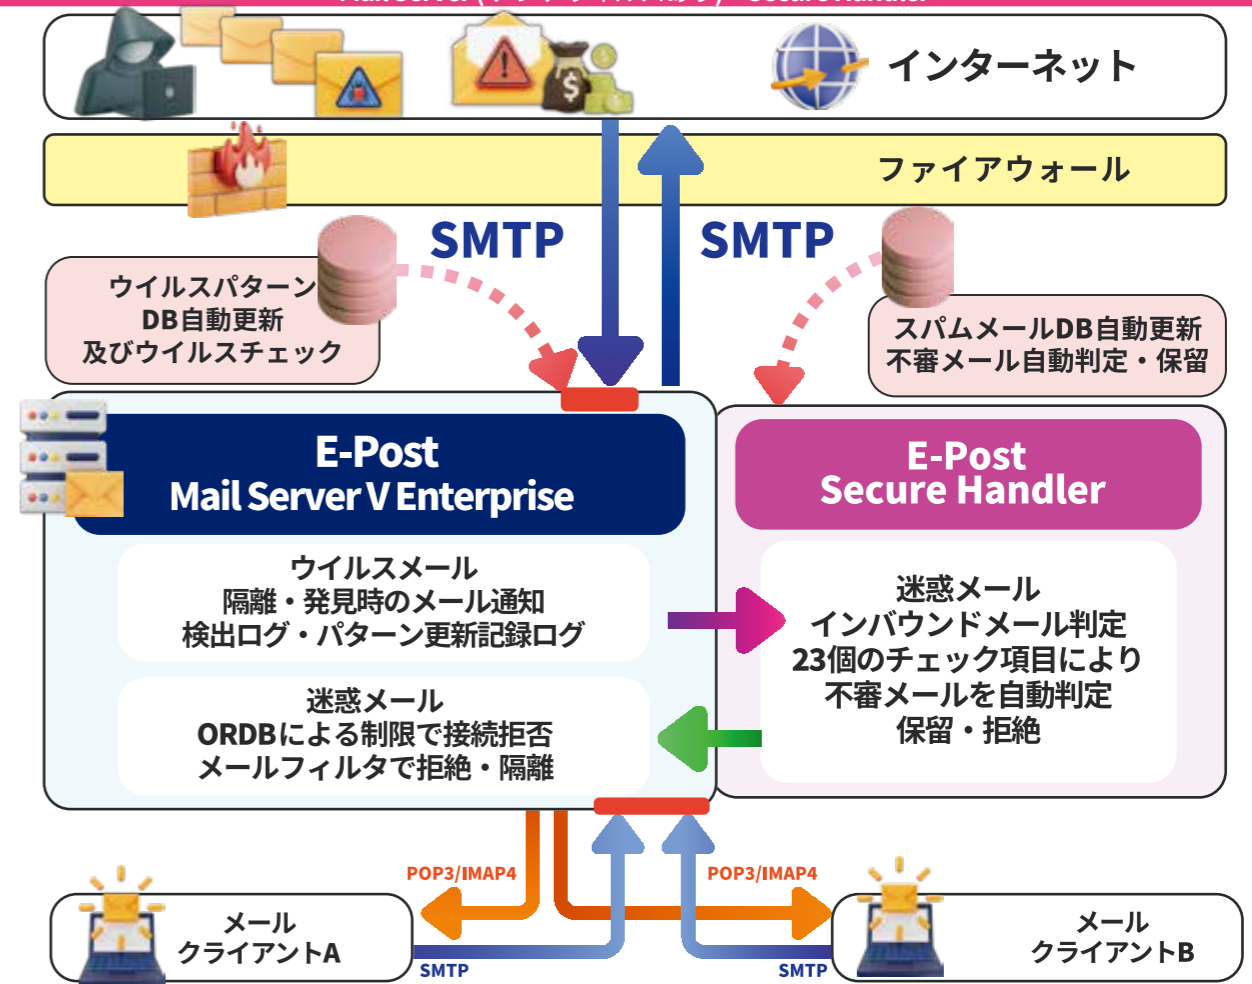 Mail Server
Secure Handler
インターネット
ファイアウォール
SMTP
SMTP
ウイルスパターン
DB自動更新
及びウイルスチェック
スパムメールDB自動更新
不審メール自動判定・保留
E-Post
Mail Server V Enterprise
E-Post
Secure Handler
ウイルスメール
隔離・発見時のメール通知
検出ログ・パターン更新記録ログ
迷惑メール
ORDBによる制限で接続拒否
メールフィルタで拒絶・隔離
迷惑メール
インバウンドメール判定
23個のチェック項目により
不審メールを自動判定
保留・拒絶
POP3/IMAP4
POP3/IMAP4
メール
クライアントA
SMTP
SMTP
メール
クライアントB